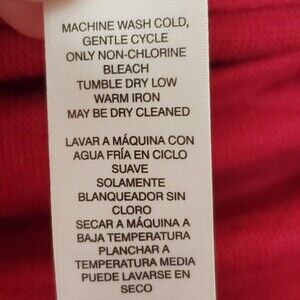 MACHINE WASH COLD,
GENTLE CYCLE
ONLY NON-CHLORINE
BLEACH
TUMBLE DRY LOW
WARM IRON
MAY BE DRY CLEANED
LAVAR A MÁQUINA CON
AGUA FRÍA EN CICLO
SUAVE
SOLAMENTE
BLANQUEADOR SIN
CLORO
SECAR A MÁQUINA A
BAJA TEMPERATURA
PLANCHAR A
TEMPERATURA MEDIA
PUEDE LAVARSE EN
SECO